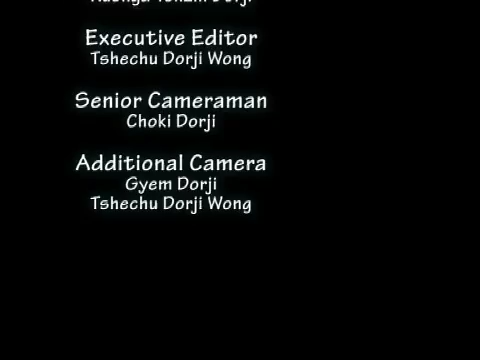 Executive Editor
Tshechu Dorji Wong
Senior Cameraman
Choki Dorji
Additional Camera
Gyem Dorji
Tshechu Dorji Wong